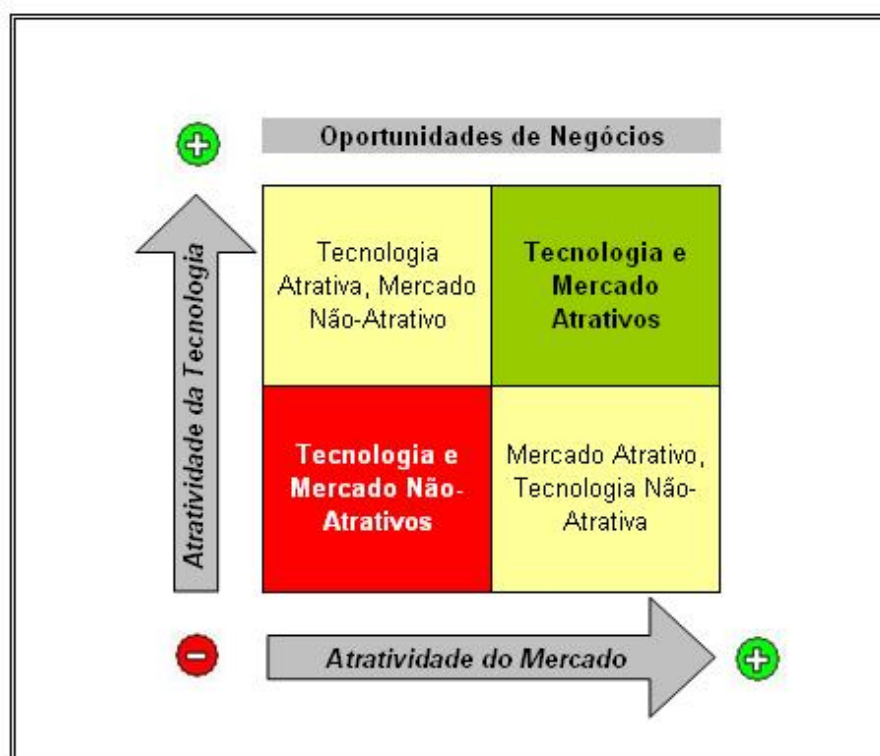 Oportunidades de Negócios
Atratividade da Tecnologia
Tecnologia
Atrativa, Mercado
Não-Atrativo
Tecnologia e
Mercado
Atrativos
Tecnologia e
Mercado Não-
Atrativos
Mercado Atrativo,
Tecnologia Não-
Atrativa
Atratividade do Mercado